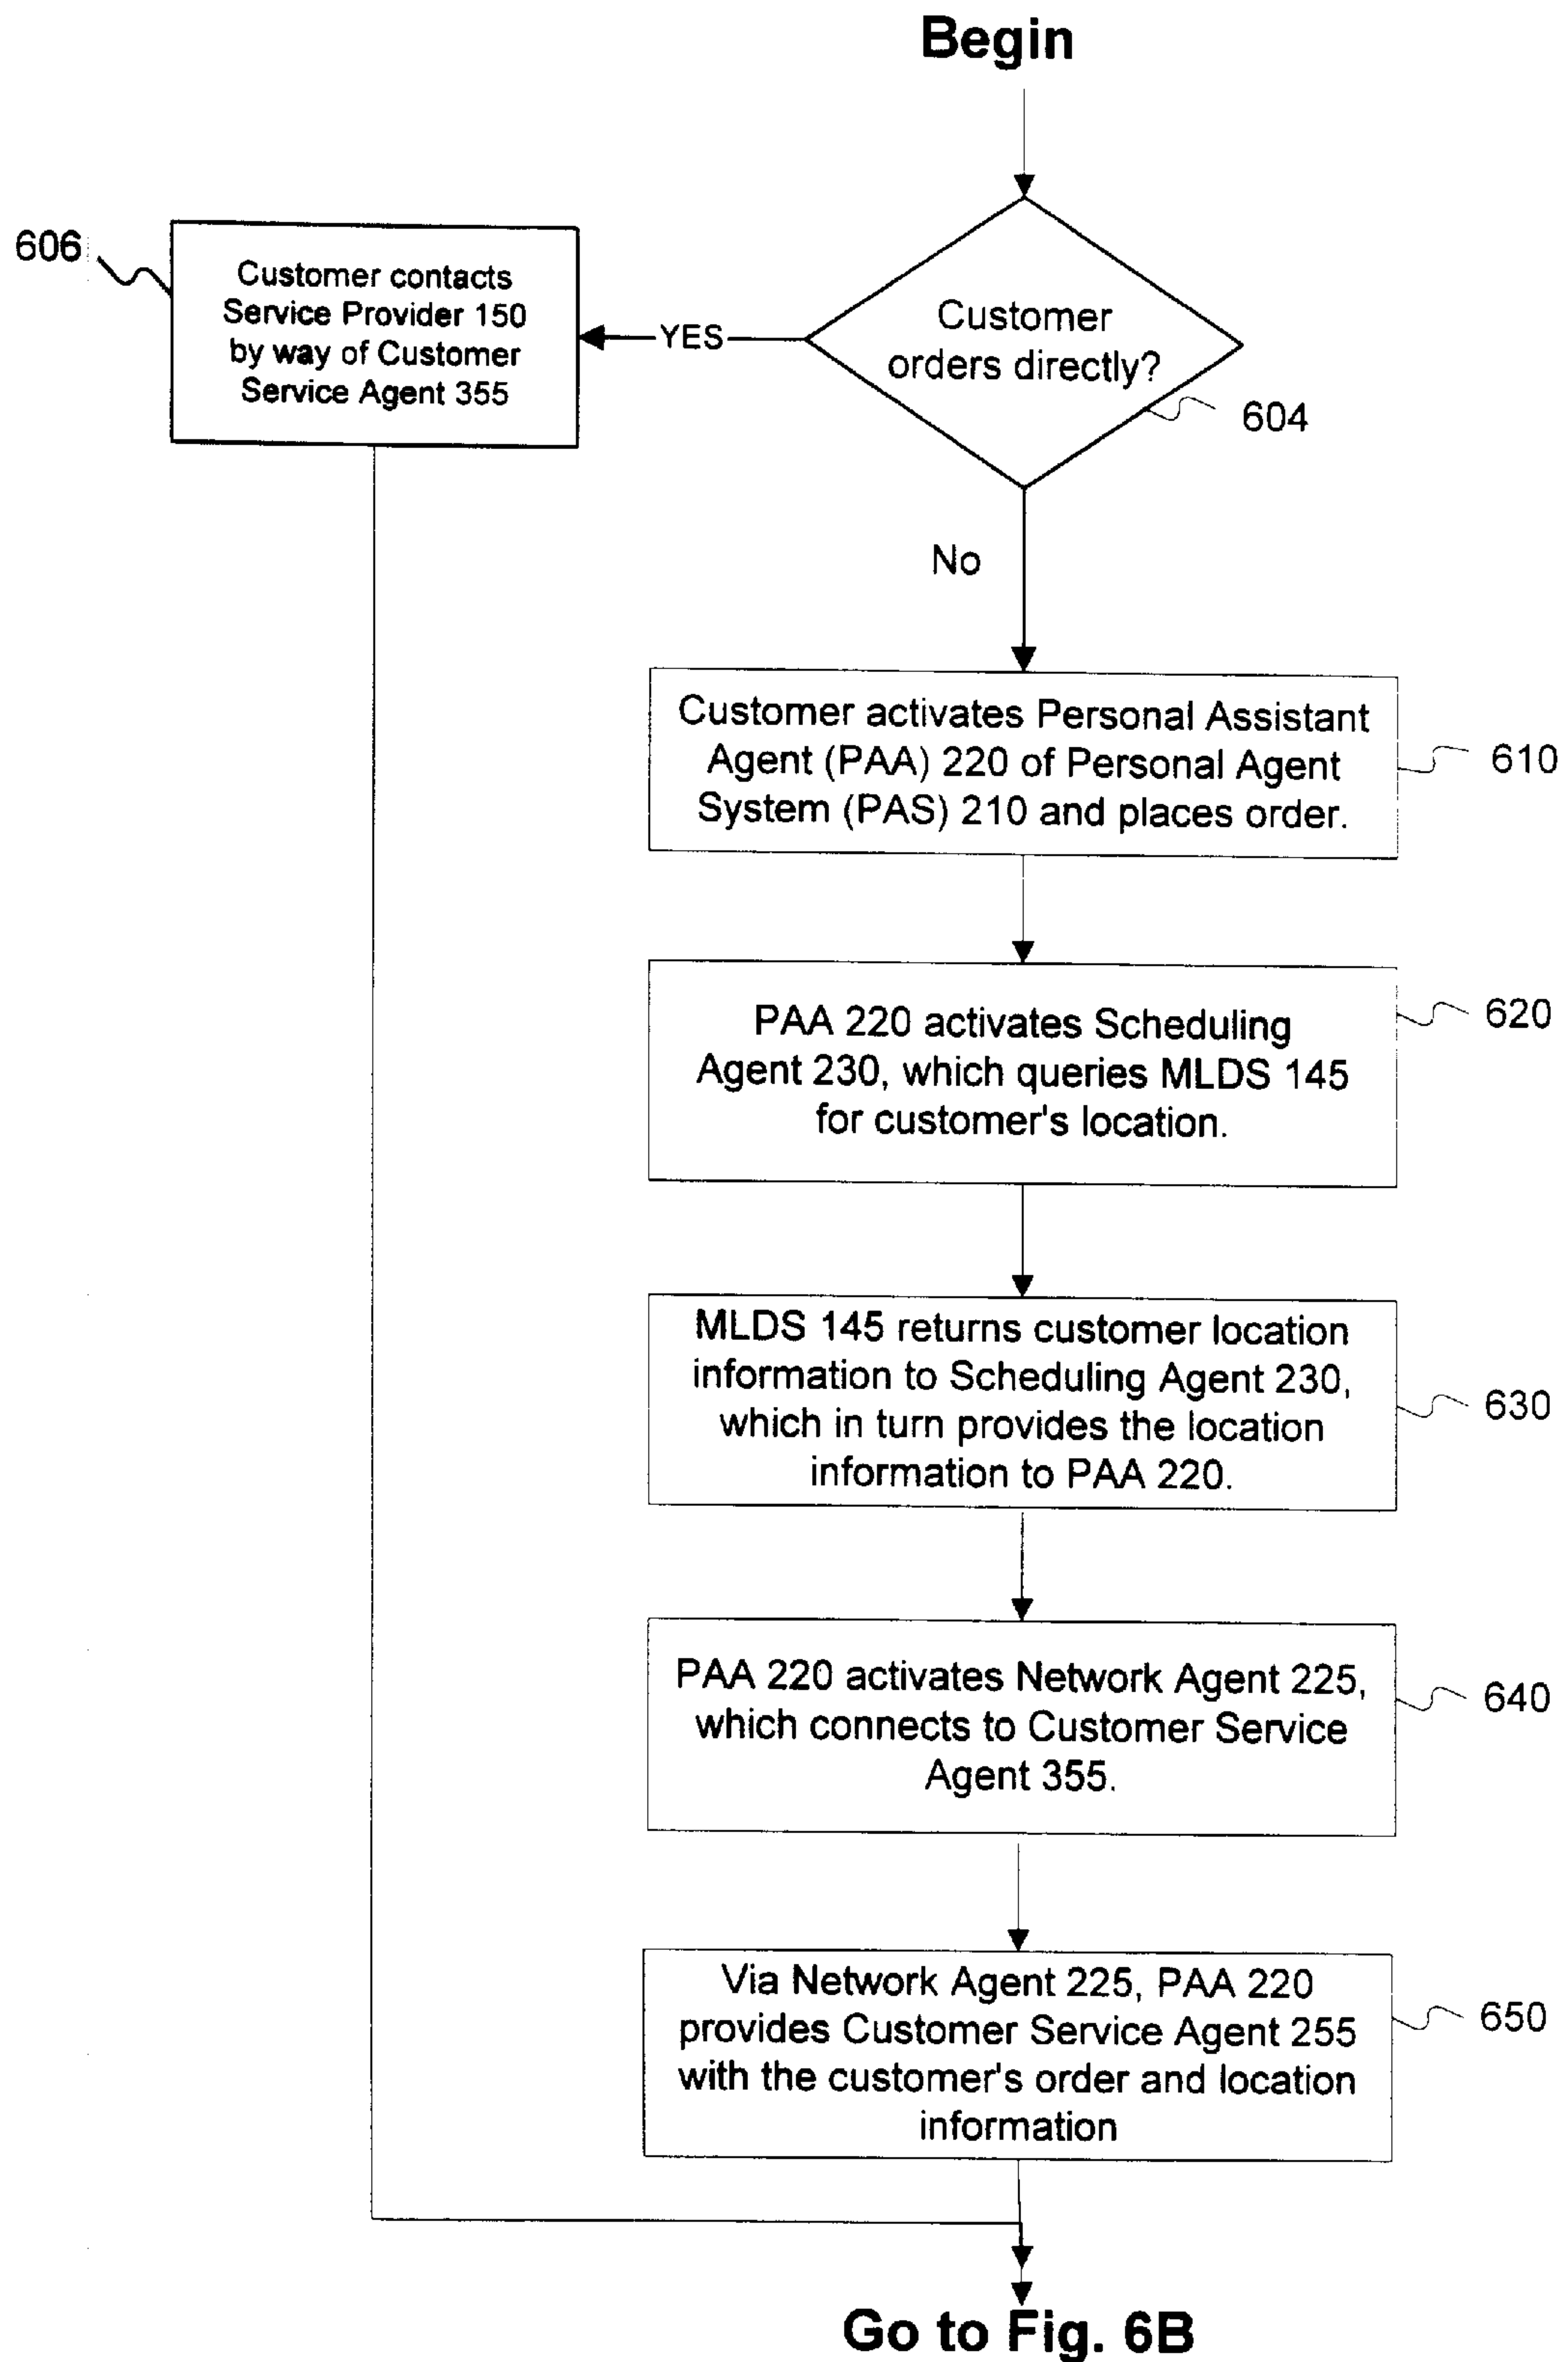 Begin
606
Customer contacts
Service Provider 150
by way of Customer
Service Agent 355
YES
Customer
orders directly?
604
No
Customer activates Personal Assistant
Agent (PAA) 220 of Personal Agent
System (PAS) 210 and places order.
610
PAA 220 activates Scheduling
Agent 230, which queries MLDS 145
for customer's location.
620
MLDS 145 returns customer location
information to Scheduling Agent 230,
which in turn provides the location
information to PAA 220.
630
PAA 220 activates Network Agent 225,
which connects to Customer Service
Agent 355.
640
Via Network Agent 225, PAA 220
provides Customer Service Agent 255
with the customer's order and location
information
650
Go to Fig. 6B